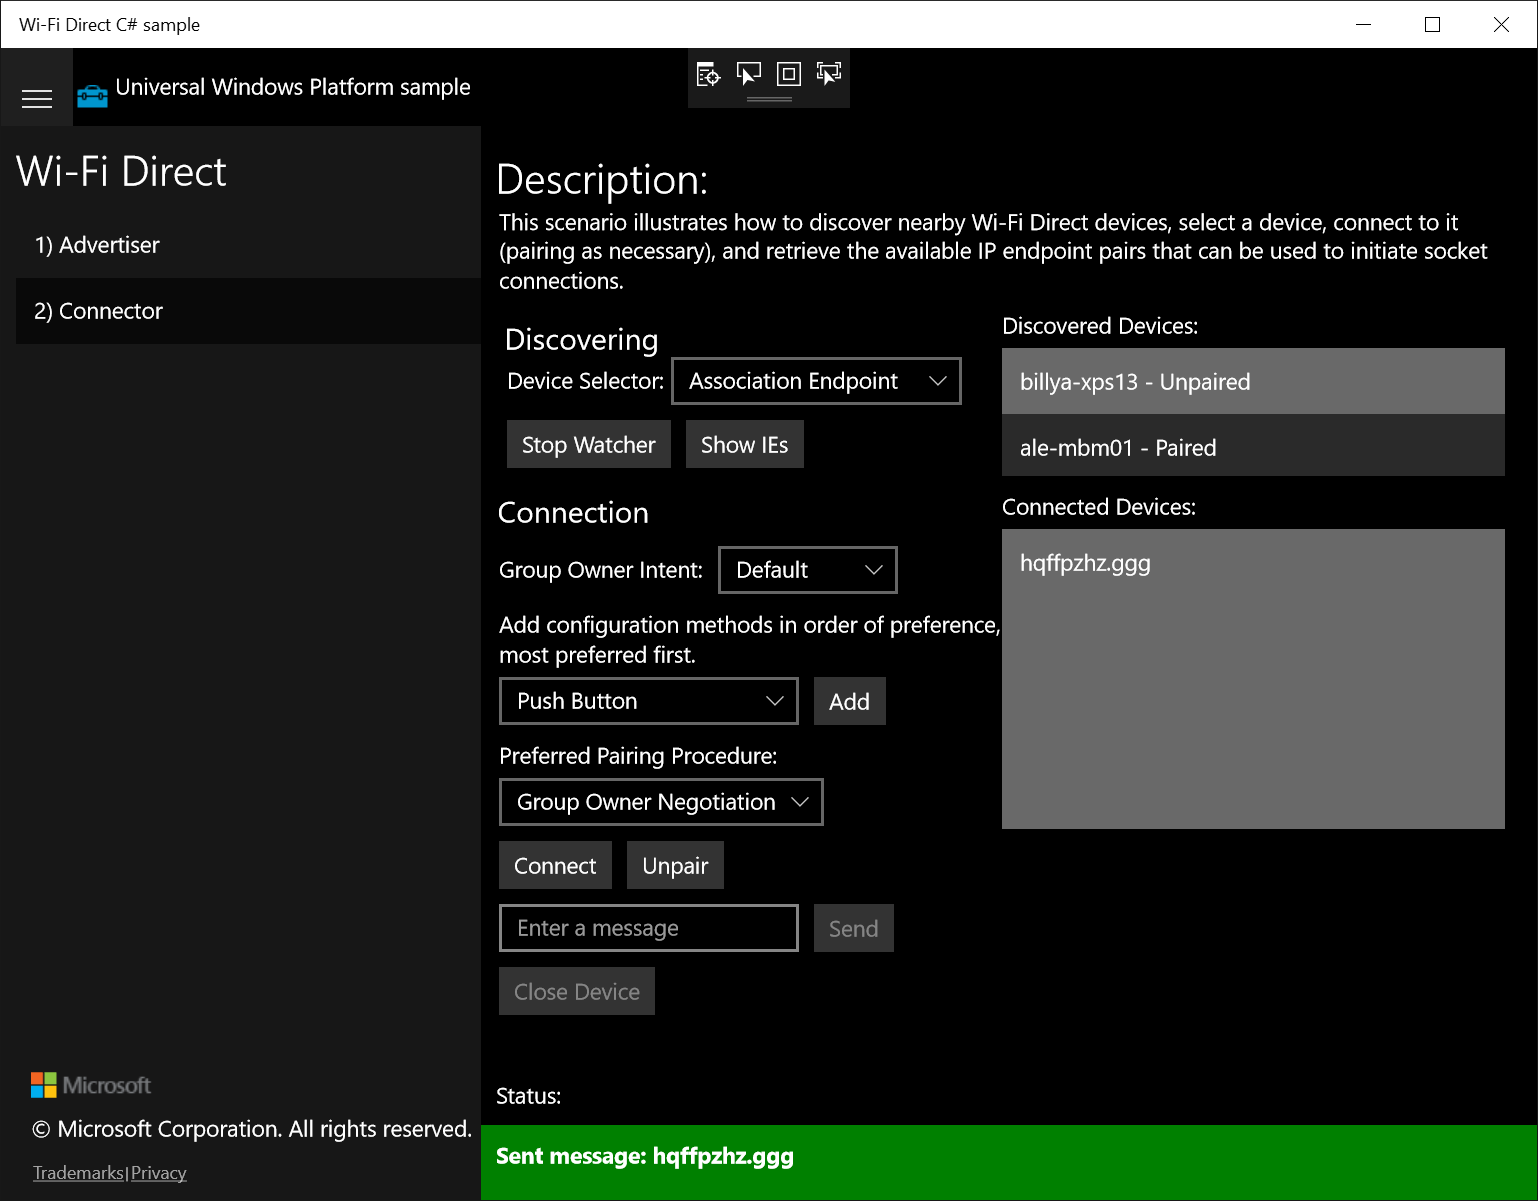 Wi-Fi Direct C# sample
Universal Windows Platform sample
Wi-Fi Direct
1) Advertiser
2) Connector
Microsoft
© Microsoft Corporation. All rights reserved.
Trademarks|Privacy
Description:
This scenario illustrates how to discover nearby Wi-Fi Direct devices, select a device, connect to it
(pairing as necessary), and retrieve the available IP endpoint pairs that can be used to initiate socket
connections.
Discovering
Device Selector: Association Endpoint
Stop Watcher Show IEs
Connection
Group Owner Intent: Default
Add configuration methods in order of preference,
most preferred first.
Push Button Add
Preferred Pairing Procedure:
Group Owner Negotiation
Connect Unpair
Enter a message Send
Close Device
Discovered Devices:
billya-xps13 - Unpaired
ale-mbm01 - Paired
Connected Devices:
hqffpzhz.ggg
Status:
Sent message: hqffpzhz.ggg